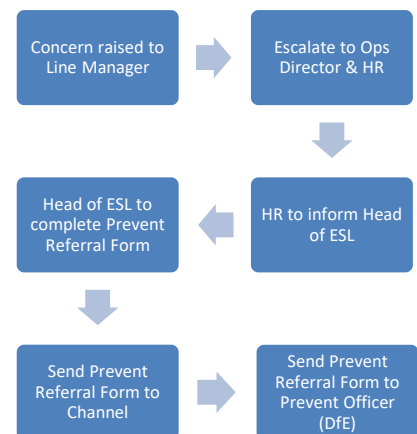 Concern raised to
Line Manager
Escalate to Ops
Director & HR
HR to inform Head
of ESL
Head of ESL to
complete Prevent
Referral Form
Send Prevent
Referral Form to
Channel
Send Prevent
Referral Form to
Prevent Officer
(DfE)